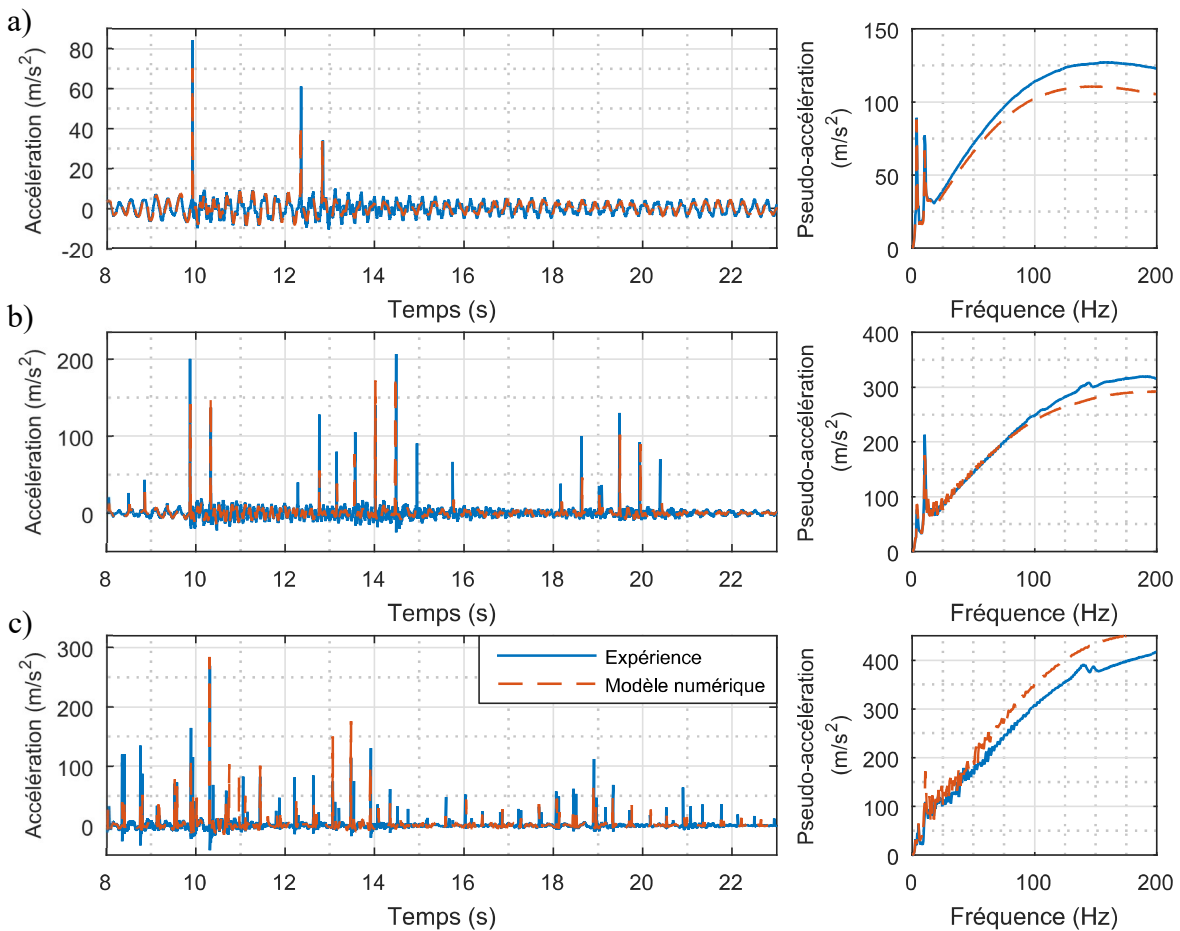 a)
Accélération (m/s²)
80
60
40
20
0
-20
8 10 12 14 16 18 20 22
Temps (s)
Pseudo-accélération
(m/s²)
150
100
50
0
0 100 200
Fréquence (Hz)
b)
Accélération (m/s²)
200
100
0
8 10 12 14 16 18 20 22
Temps (s)
Pseudo-accélération
(m/s²)
400
300
200
100
0
0 100 200
Fréquence (Hz)
c)
Accélération (m/s²)
300
200
100
0
8 10 12 14 16 18 20 22
Temps (s)
Expérience
Modèle numérique
Pseudo-accélération
(m/s²)
400
300
200
100
0
0 100 200
Fréquence (Hz)